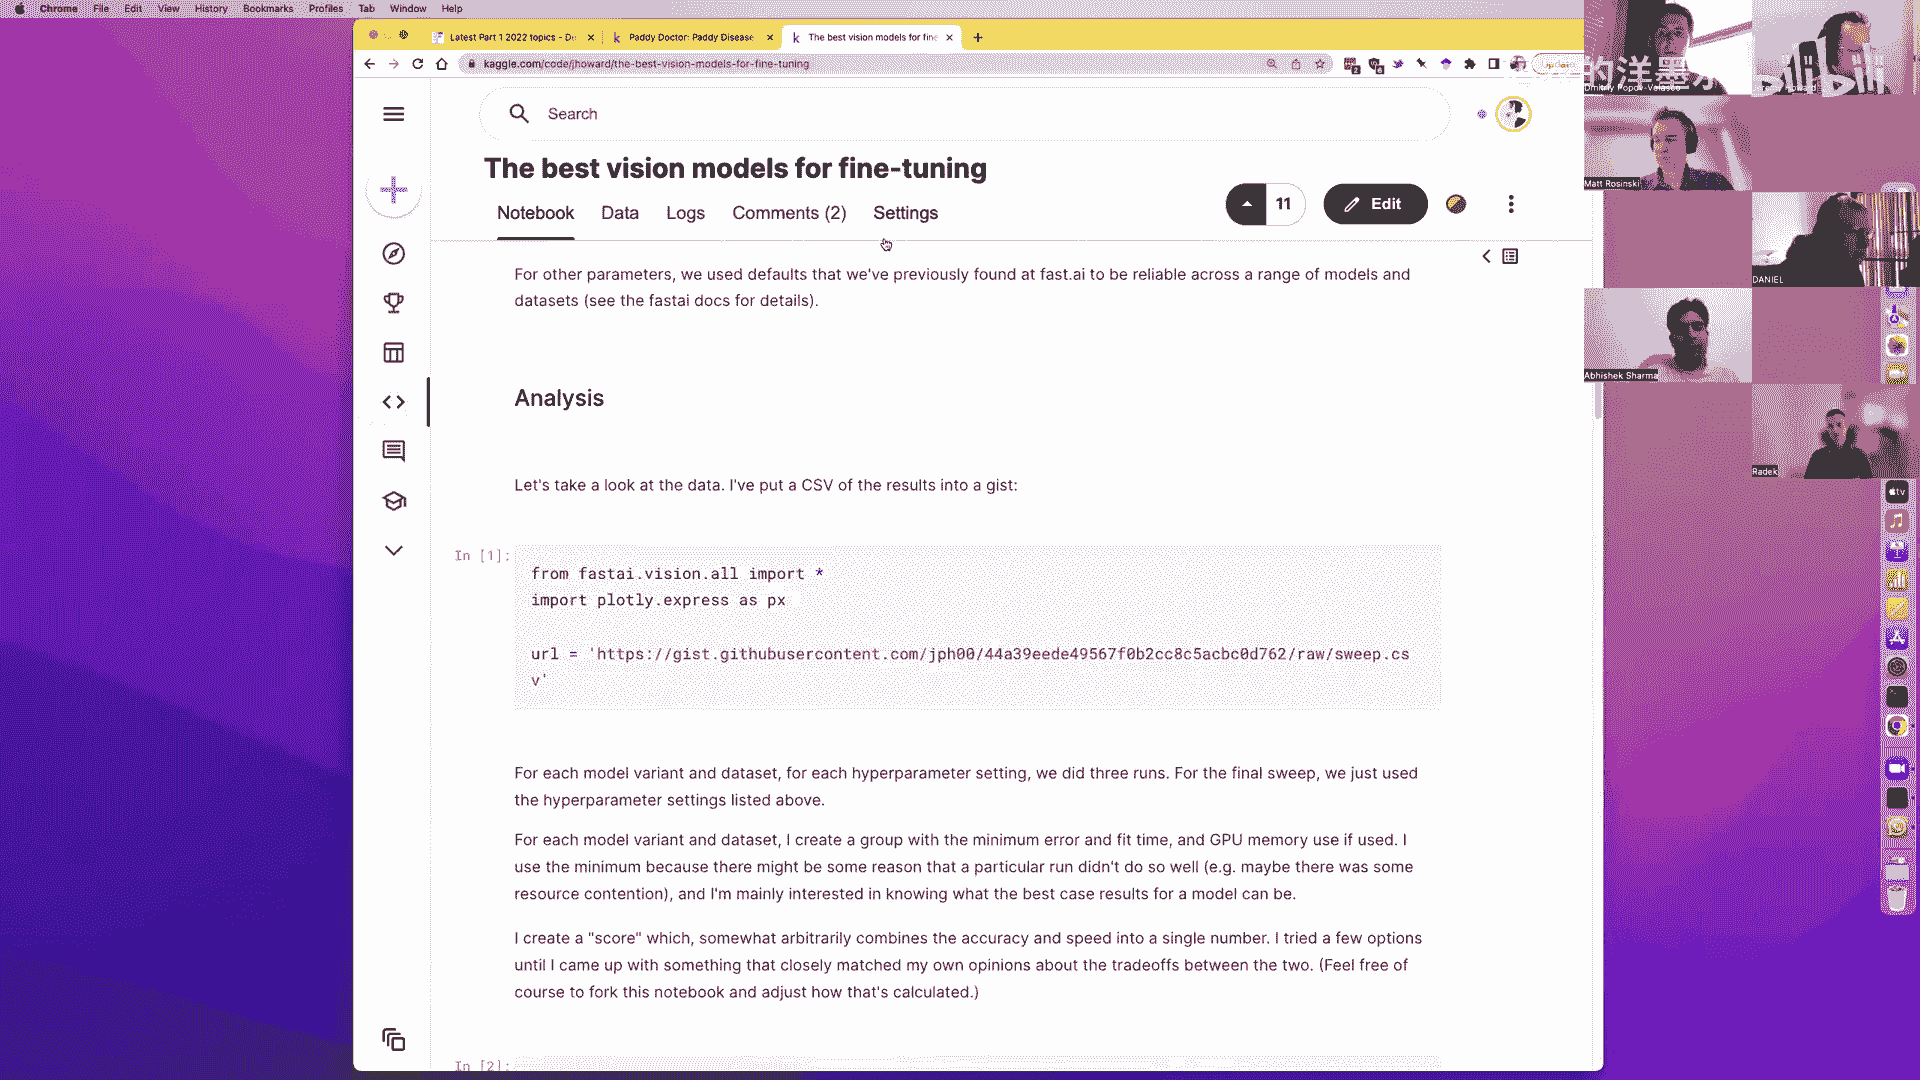 Chrome File Edit View History Bookmarks Profiles Tab Window Help
Latest Part 1 2022 topics - De
Paddy Doctor: Paddy Disease
The best vision models for fine
kaggle.com/code/jhoward/the-best-vision-models-for-fine-tuning
Search
The best vision models for fine-tuning
Notebook Data Logs Comments (2) Settings
11
Edit
For other parameters, we used defaults that we've previously found at fast.ai to be reliable across a range of models and
datasets (see the fastai docs for details).
Analysis
Let's take a look at the data. I've put a CSV of the results into a gist:
In [1]:
from fastai.vision.all import *
import plotly.express as px
url = 'https://gist.githubusercontent.com/jph00/44a39eede49567f0b2cc8c5acbc0d762/raw/sweep.cs
v'
For each model variant and dataset, for each hyperparameter setting, we did three runs. For the final sweep, we just used
the hyperparameter settings listed above.
For each model variant and dataset, I create a group with the minimum error and fit time, and GPU memory use if used. I
use the minimum because there might be some reason that a particular run didn't do so well (e.g. maybe there was some
resource contention), and I'm mainly interested in knowing what the best case results for a model can be.
I create a "score" which, somewhat arbitrarily combines the accuracy and speed into a single number. I tried a few options
until I came up with something that closely matched my own opinions about the tradeoffs between the two. (Feel free of
course to fork this notebook and adjust how that's calculated.)
In [2]:
的洋墨水 bilibili
Dmitriy Popov-Velasco
Matt Rosinski
DANIEL
Abhishek Sharma
Radek
tv